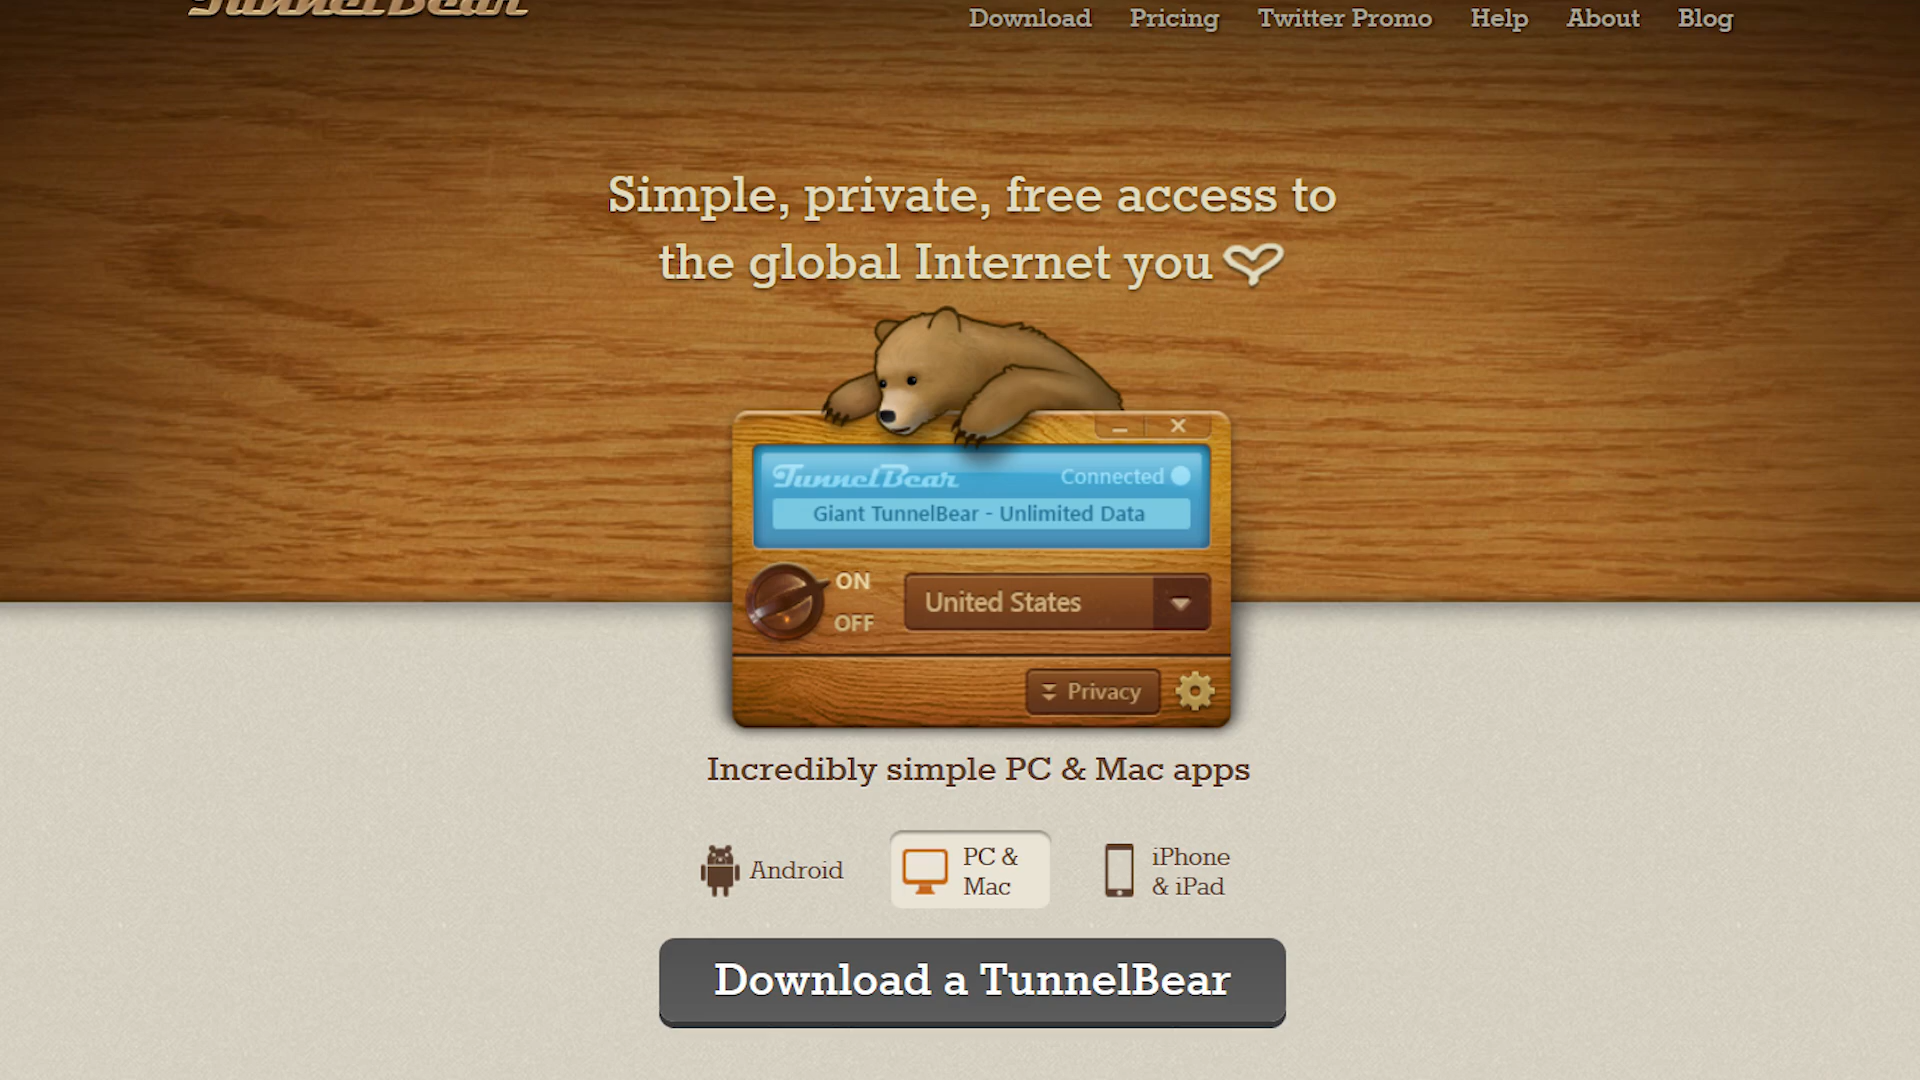 TunnelBear
Download Pricing Twitter Promo Help About Blog
Simple, private, free access to
the global Internet you
TunnelBear Connected
Giant TunnelBear - Unlimited Data
ON
OFF
United States
Privacy
Incredibly simple PC & Mac apps
Android
PC &
Mac
iPhone
& iPad
Download a TunnelBear